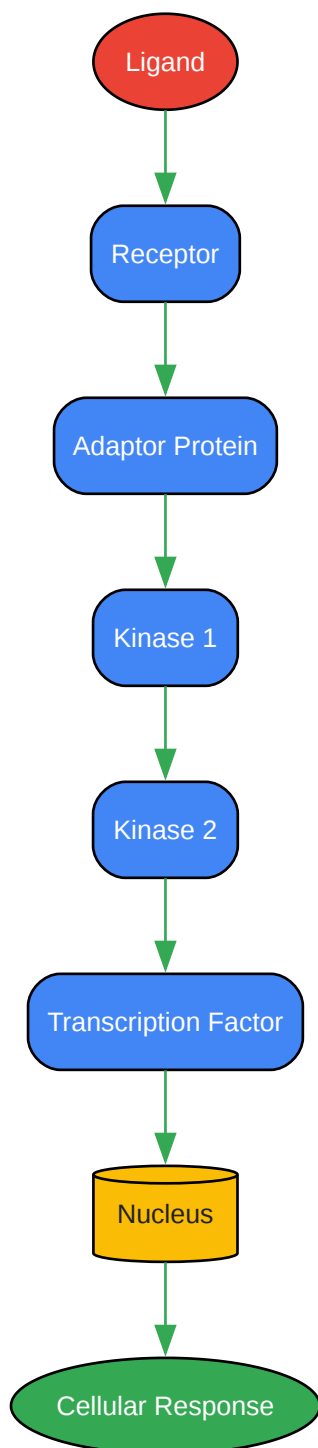 Ligand
Receptor
Adaptor Protein
Kinase 1
Kinase 2
Transcription Factor
Nucleus
Cellular Response